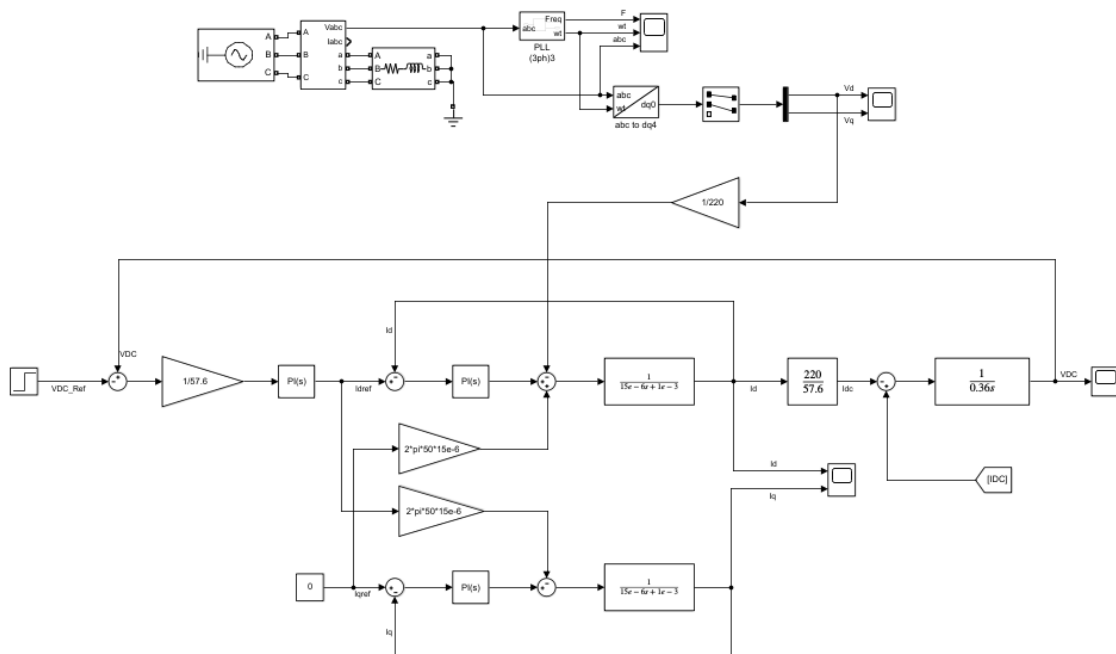 A
B
C
A
B
C
Vabc
Iabc
a
b
c
A
B
C
a
b
c
abc
Freq
wt
PLL
(3ph)3
F
wt
abc
abc
wt
dq0
abc to dq4
Vd
Vq
1/220
VDC_Ref
VDC
1/57.6
PI(s)
Idref
Id
PI(s)
1
15e − 6s + 1e − 3
Id
220
57.6
Idc
1
0.36s
VDC
2*pi*50*15e-6
Id
Iq
[IDC]
2*pi*50*15e-6
0
Iqref
Iq
PI(s)
1
15e − 6s + 1e − 3